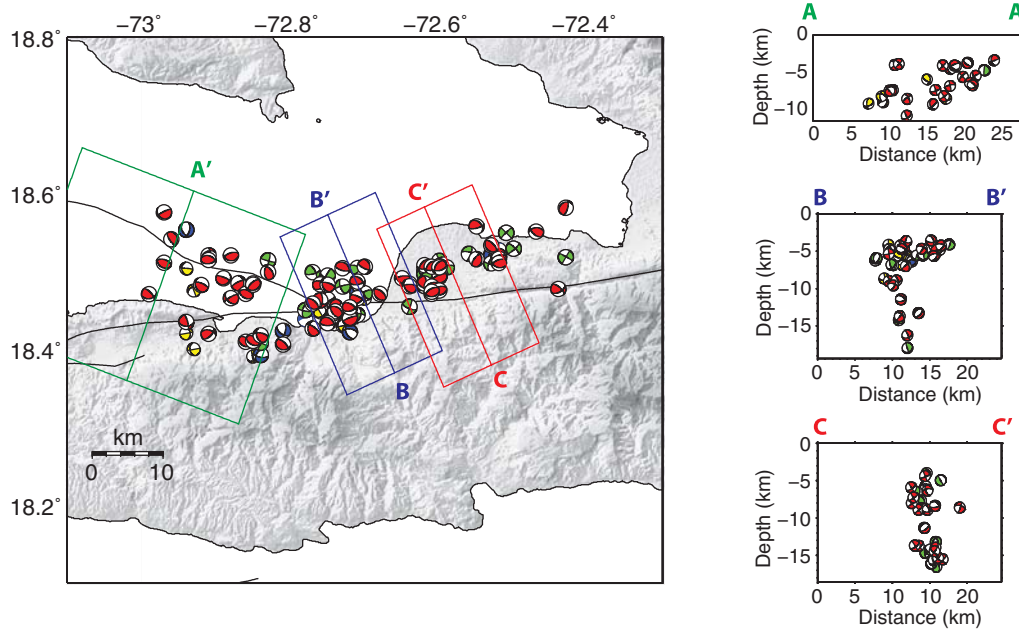 −73˚ −72.8˚ −72.6˚ −72.4˚
18.8˚
18.6˚
18.4˚
18.2˚
A'
B'
C'
B
C
km
0 10
A A
0
−5
−10
Depth (km)
0 5 10 15 20 25
Distance (km)
B B'
0
−5
−10
−15
Depth (km)
0 5 10 15 20
Distance (km)
C C'
0
−5
−10
−15
Depth (km)
0 5 10 15 20
Distance (km)